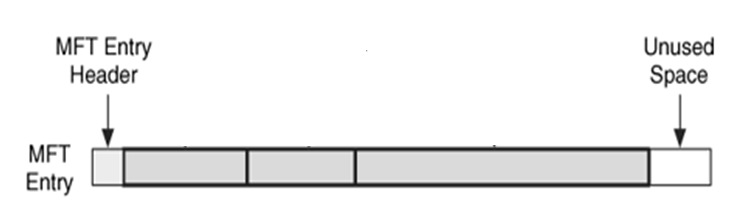 MFT Entry
Header
Unused
Space
MFT
Entry